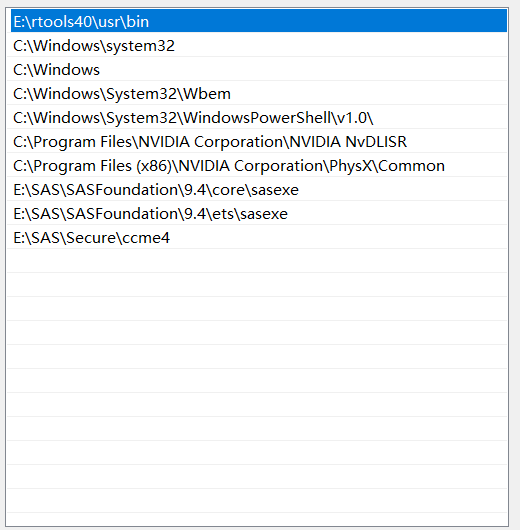 E:\rtools40\usr\bin
C:\Windows\system32
C:\Windows
C:\Windows\System32\Wbem
C:\Windows\System32\WindowsPowerShell\v1.0\
C:\Program Files\NVIDIA Corporation\NVIDIA NvDLISR
C:\Program Files (x86)\NVIDIA Corporation\PhysX\Common
E:\SAS\SASFoundation\9.4\core\sasexe
E:\SAS\SASFoundation\9.4\ets\sasexe
E:\SAS\Secure\ccme4